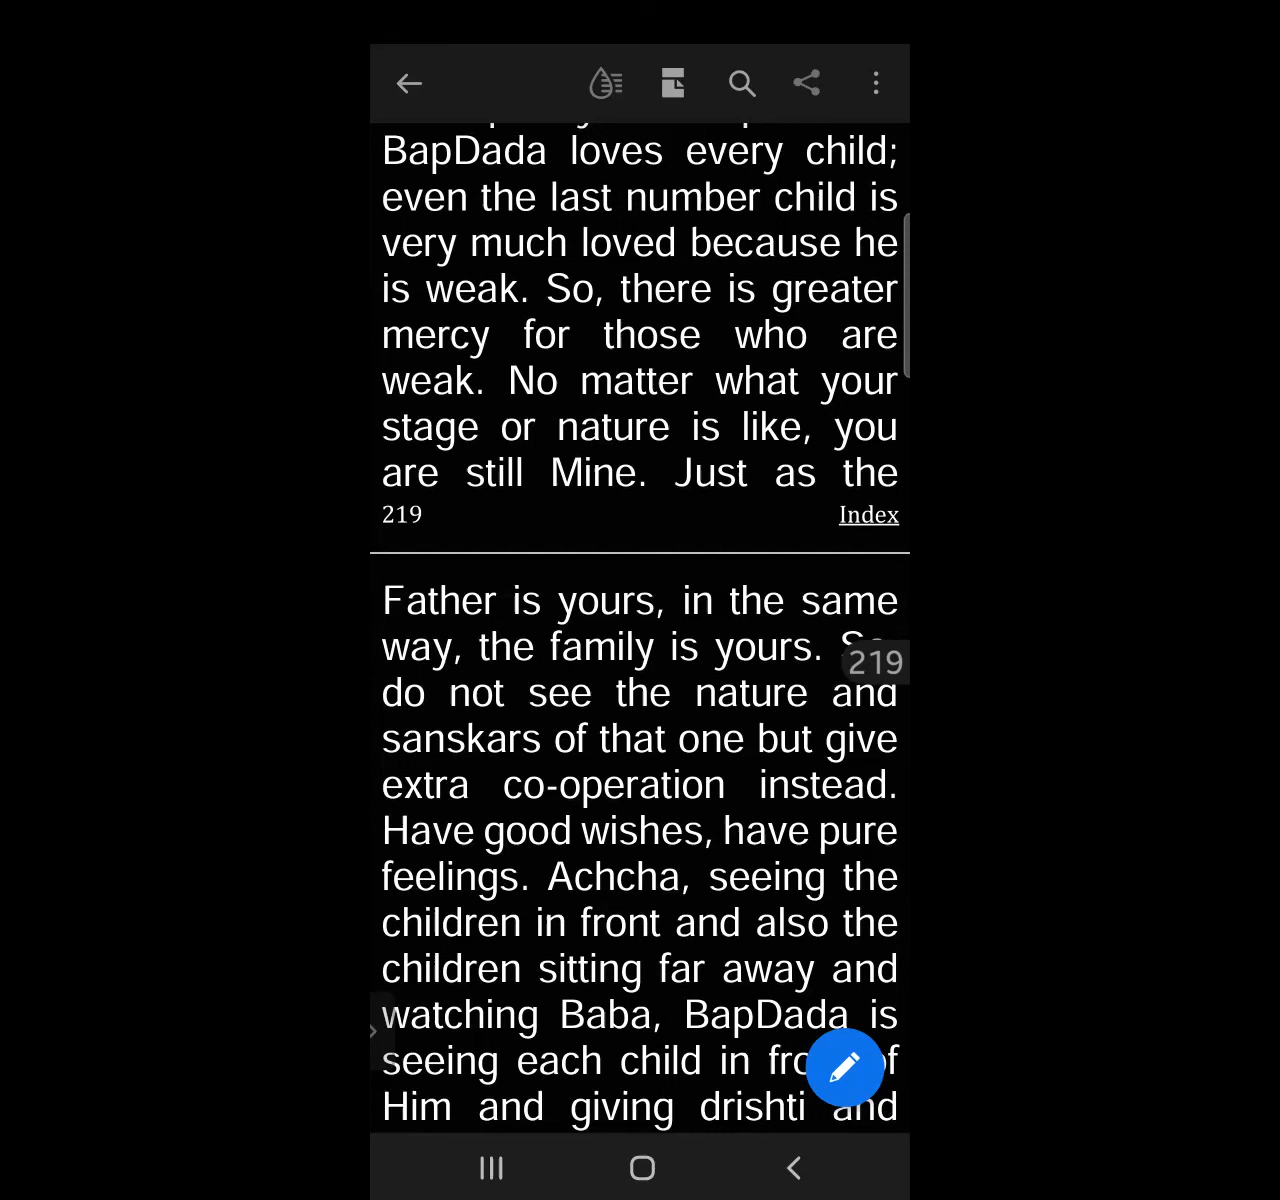 BapDada loves every child;
even the last number child is
very much loved because he
is weak. So, there is greater
mercy for those who are
weak. No matter what your
stage or nature is like, you
are still Mine. Just as the
219 Index
Father is yours, in the same
way, the family is yours. So
219
do not see the nature and
sanskars of that one but give
extra co-operation instead.
Have good wishes, have pure
feelings. Achcha, seeing the
children in front and also the
children sitting far away and
watching Baba, BapDada is
seeing each child in front of
Him and giving drishti and